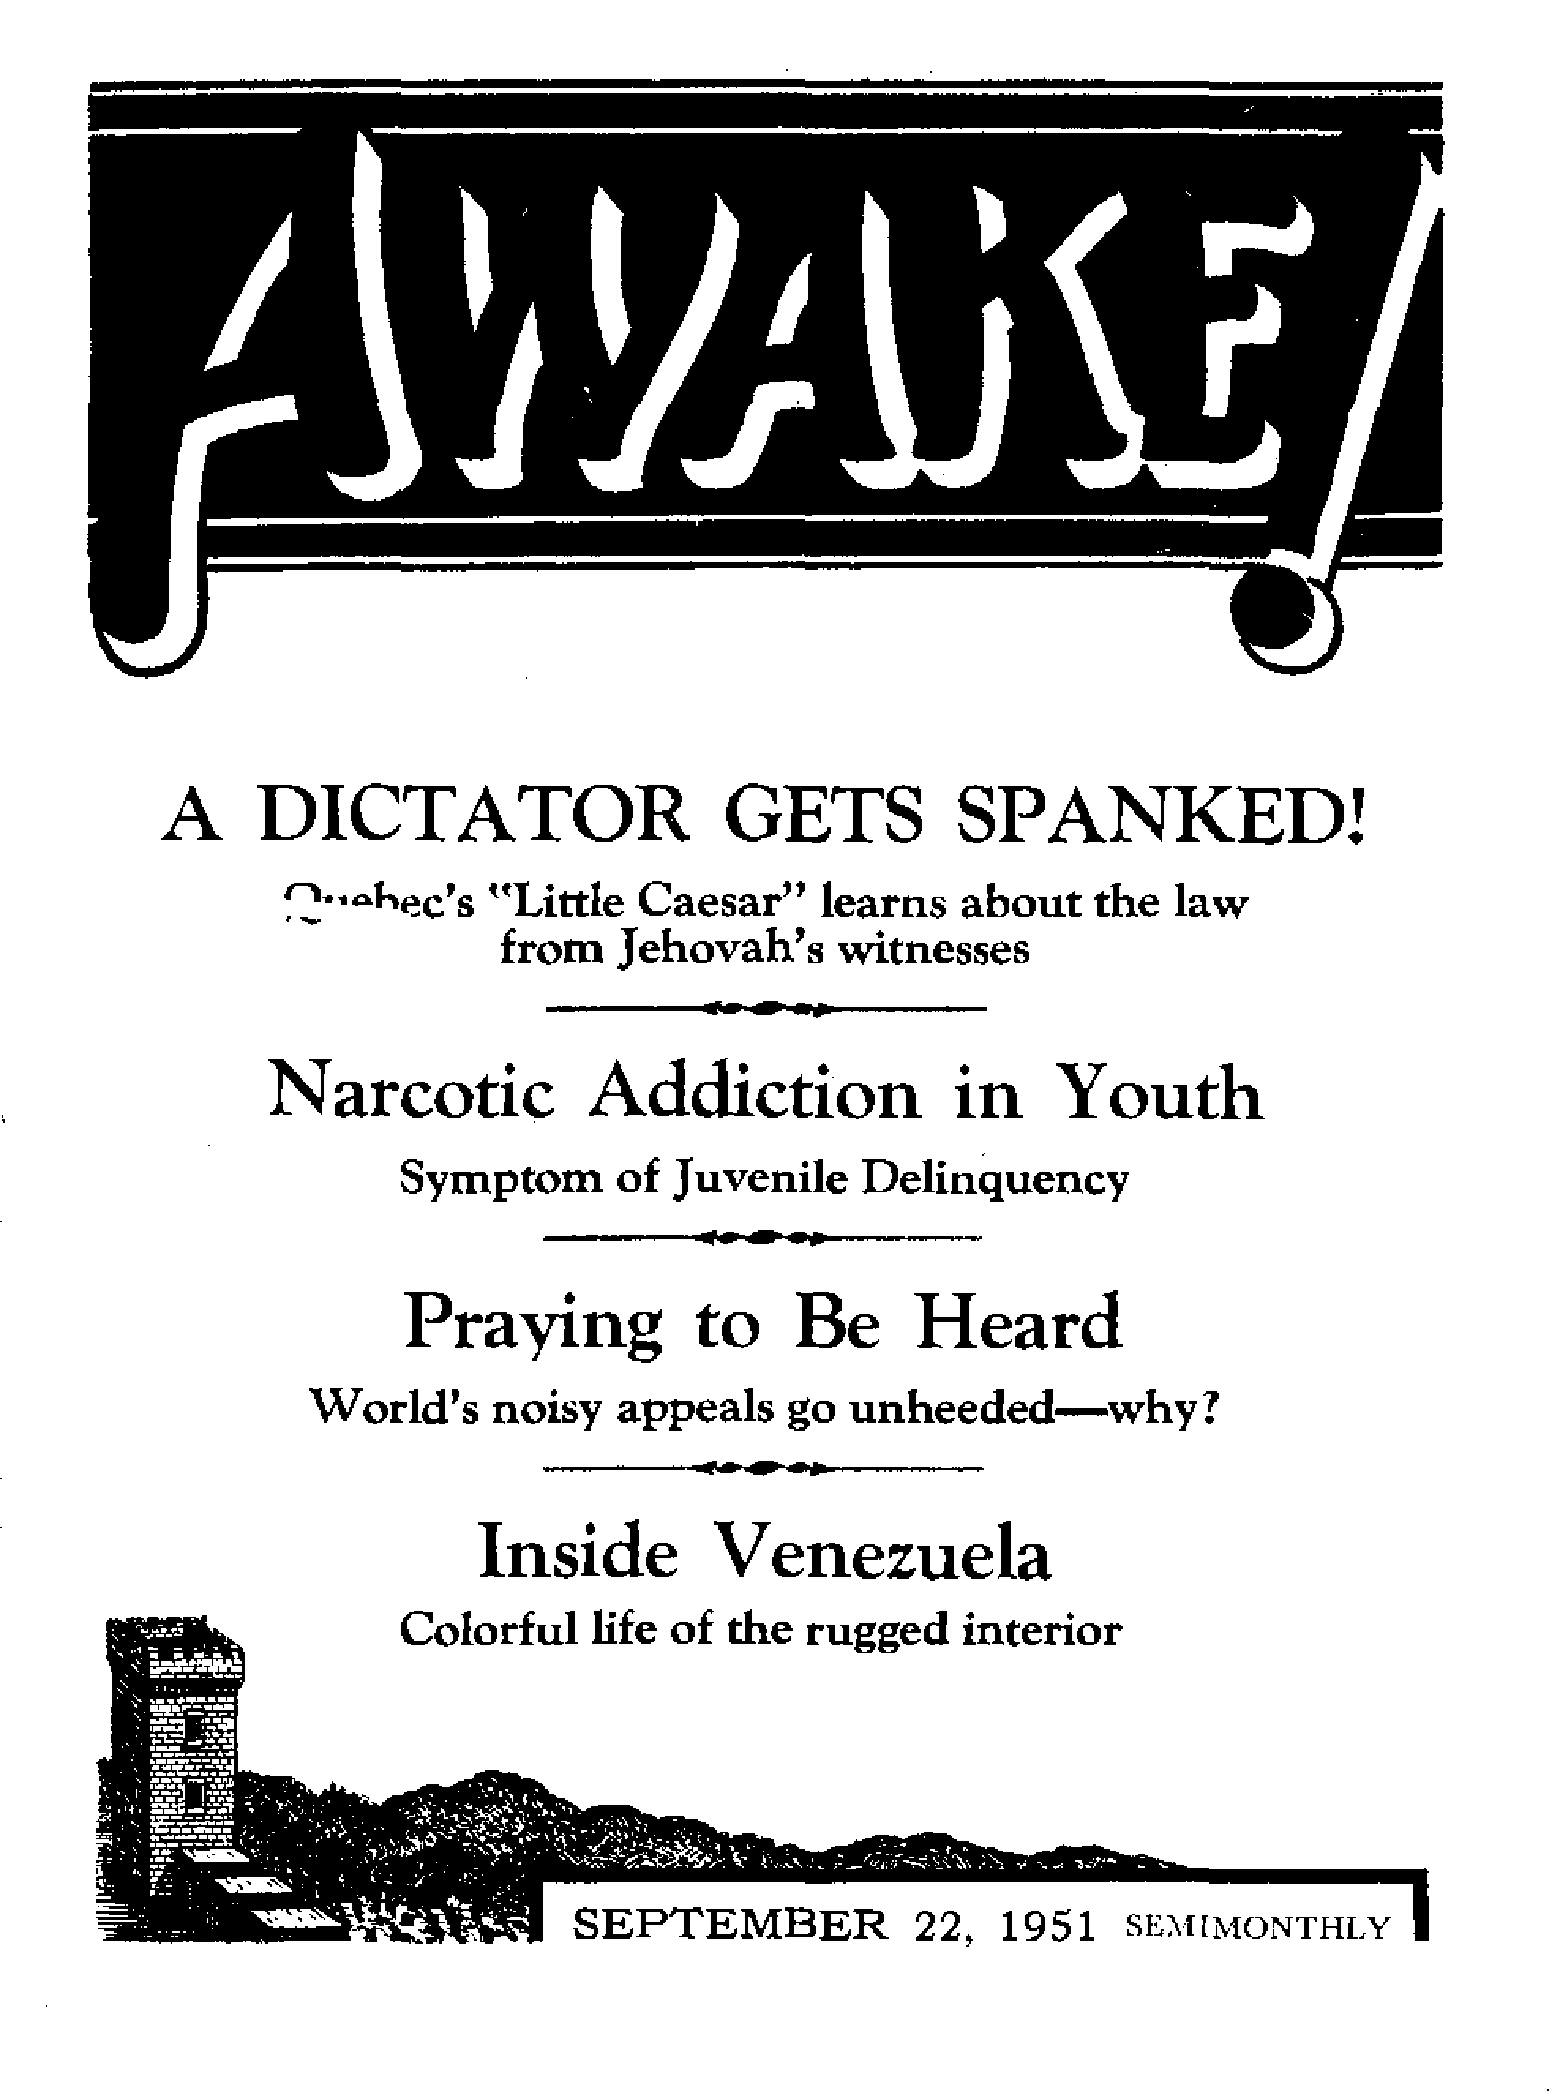 AWAKE!
A DICTATOR GETS SPANKED!
Quebec's "Little Caesar" learns about the law
from Jehovah's witnesses
Narcotic Addiction in Youth
Symptom of Juvenile Delinquency
Praying to Be Heard
World's noisy appeals go unheeded—why?
Inside Venezuela
Colorful life of the rugged interior
SEPTEMBER 22, 1951 SEMIMONTHLY